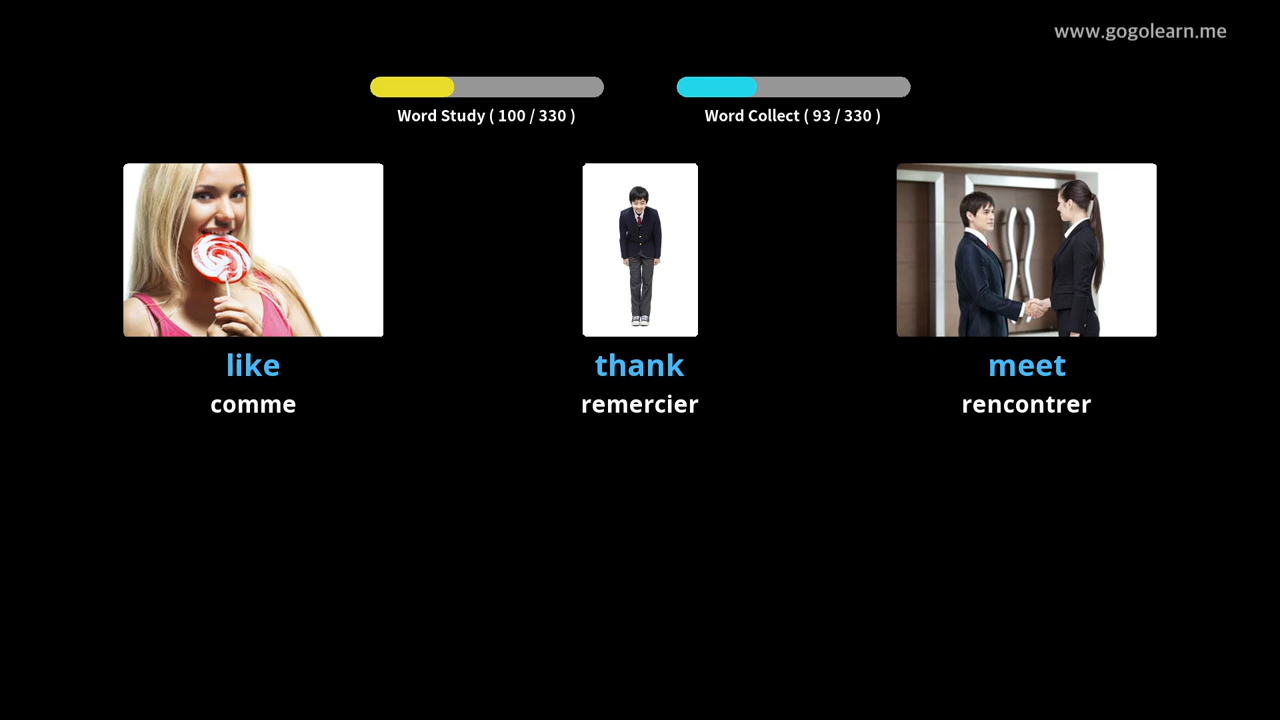 www.gogolearn.me
Word Study ( 100 / 330 )
Word Collect ( 93 / 330 )
like
thank
meet
comme
remercier
rencontrer